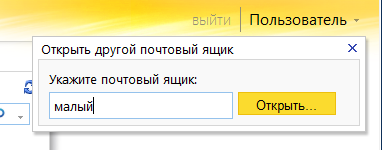 выйти Пользователь
Открыть другой почтовый ящик
Укажите почтовый ящик:
малый Открыть...